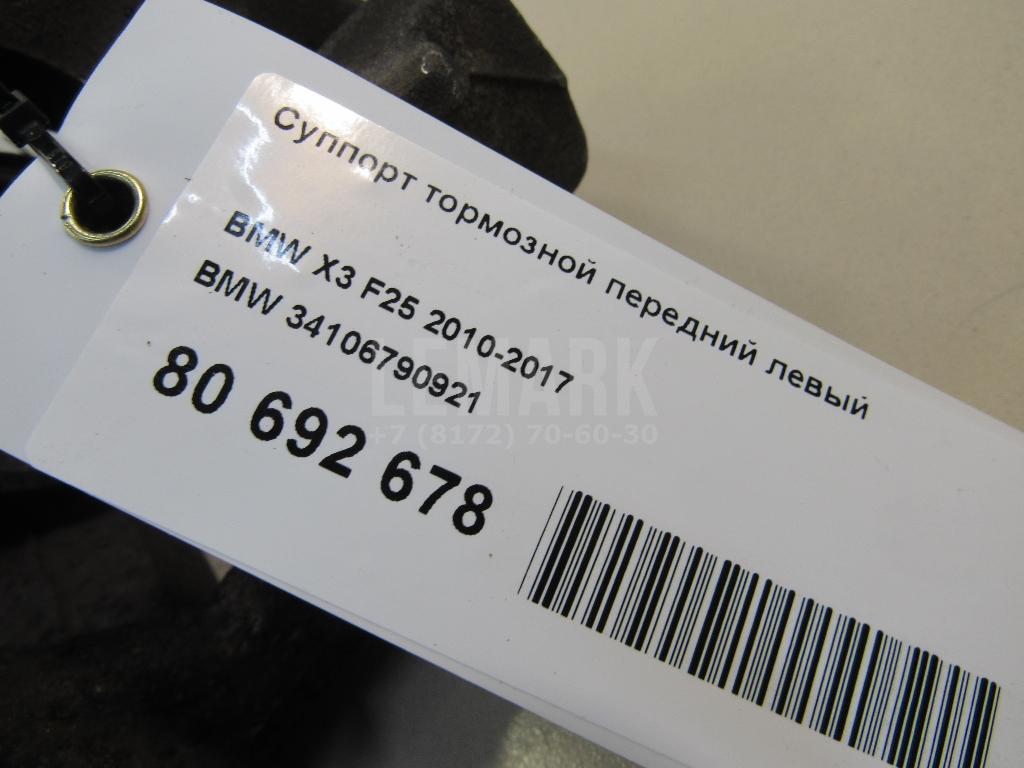 Суппорт тормозной передний левый
BMW X3 F25 2010-2017
BMW 34106790921
80 692 678
LEMARK
+7 (8172) 70-60-30